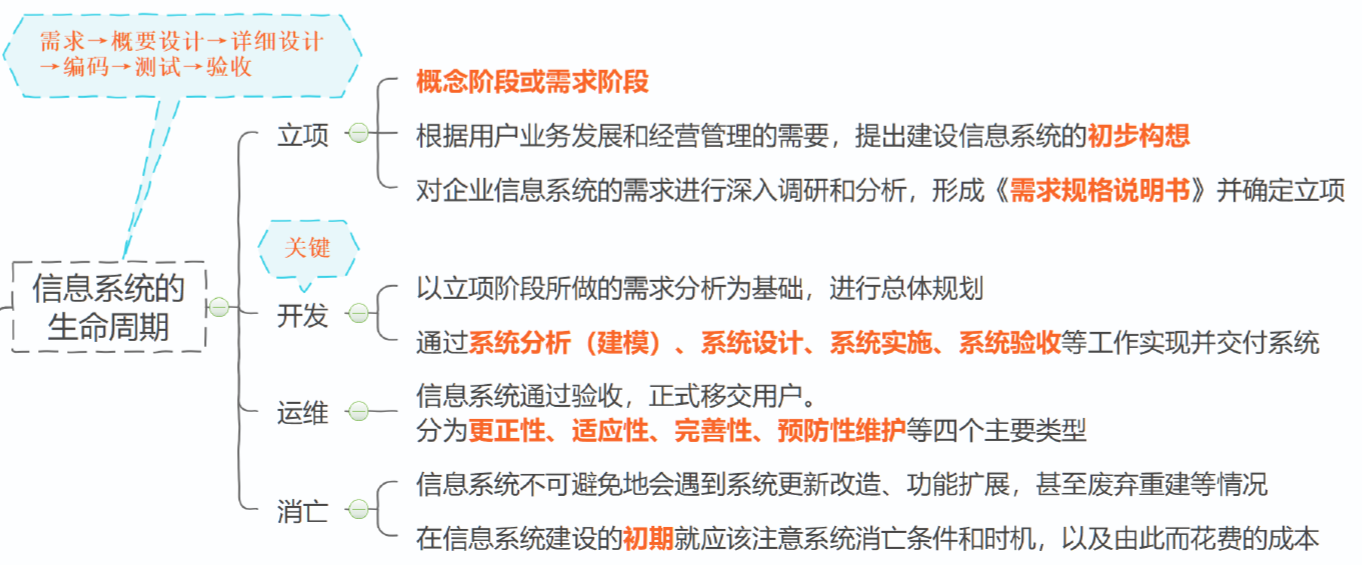 需求→概要设计→详细设计
→编码→测试→验收
信息系统的
生命周期
立项
概念阶段或需求阶段
根据用户业务发展和经营管理的需要，提出建设信息系统的初步构想
对企业信息系统的需求进行深入调研和分析，形成《需求规格说明书》并确定立项
关键
开发
以立项阶段所做的需求分析为基础，进行总体规划
通过系统分析（建模）、系统设计、系统实施、系统验收等工作实现并交付系统
运维
信息系统通过验收，正式移交用户。
分为更正性、适应性、完善性、预防性维护等四个主要类型
消亡
信息系统不可避免地会遇到系统更新改造、功能扩展，甚至废弃重建等情况
在信息系统建设的初期就应该注意系统消亡条件和时机，以及由此而花费的成本